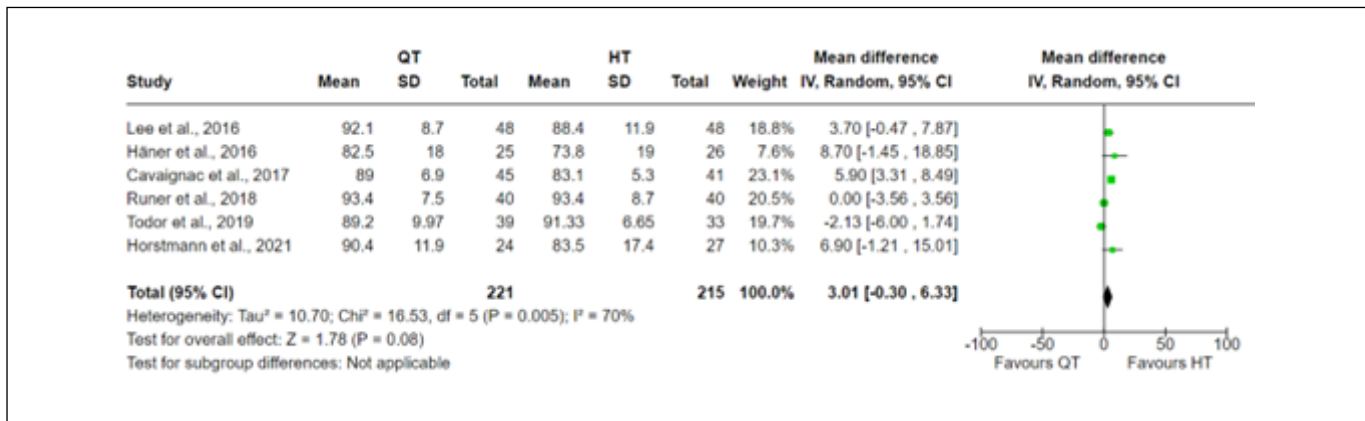 QT HT Mean difference Mean difference
Study Mean SD Total Mean SD Total Weight IV, Random, 95% CI IV, Random, 95% CI
Lee et al., 2016 92.1 8.7 48 88.4 11.9 48 18.8% 3.70 [-0.47 , 7.87]
Häner et al., 2016 82.5 18 25 73.8 19 26 7.6% 8.70 [-1.45 , 18.85]
Cavaignac et al., 2017 89 6.9 45 83.1 5.3 41 23.1% 5.90 [3.31 , 8.49]
Runer et al., 2018 93.4 7.5 40 93.4 8.7 40 20.5% 0.00 [-3.56 , 3.56]
Todor et al., 2019 89.2 9.97 39 91.33 6.65 33 19.7% -2.13 [-6.00 , 1.74]
Horstmann et al., 2021 90.4 11.9 24 83.5 17.4 27 10.3% 6.90 [-1.21 , 15.01]
Total (95% CI) 221 215 100.0% 3.01 [-0.30 , 6.33]
Heterogeneity: Tau² = 10.70; Chi² = 16.53, df = 5 (P = 0.005); I² = 70%
Test for overall effect: Z = 1.78 (P = 0.08)
Test for subgroup differences: Not applicable
-100 -50 0 50 100
Favours QT Favours HT